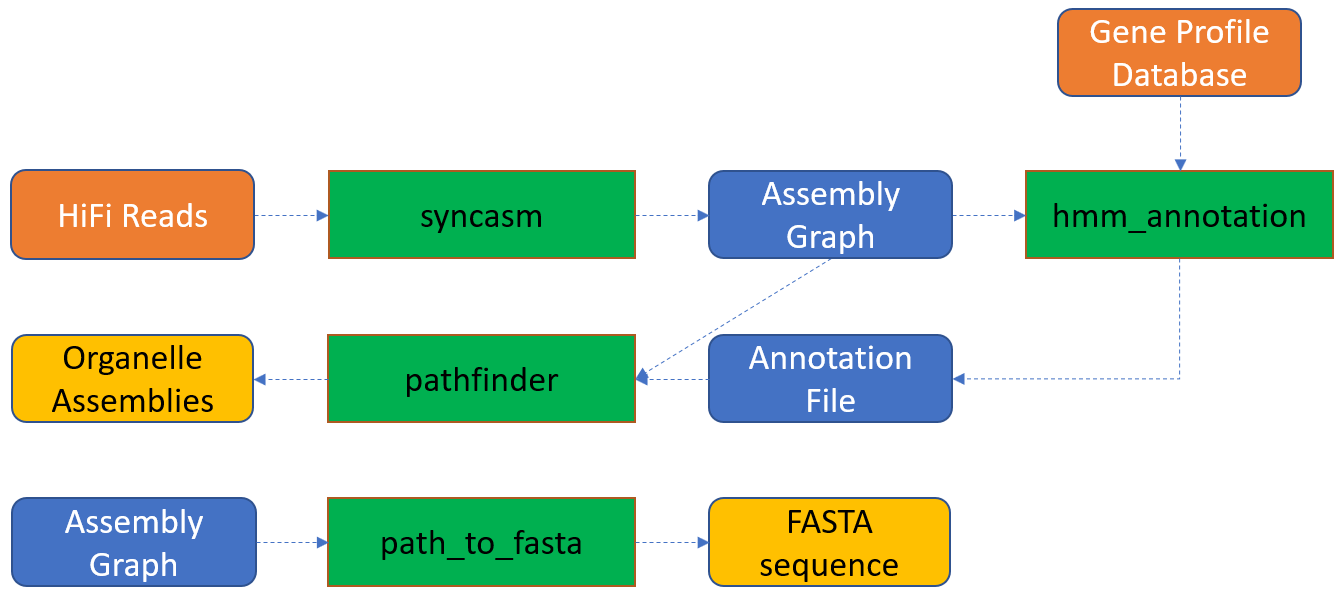 Gene Profile
Database
HiFi Reads
syncasm
Assembly
Graph
hmm_annotation
Organelle
Assemblies
pathfinder
Annotation
File
Assembly
Graph
path_to_fasta
FASTA
sequence